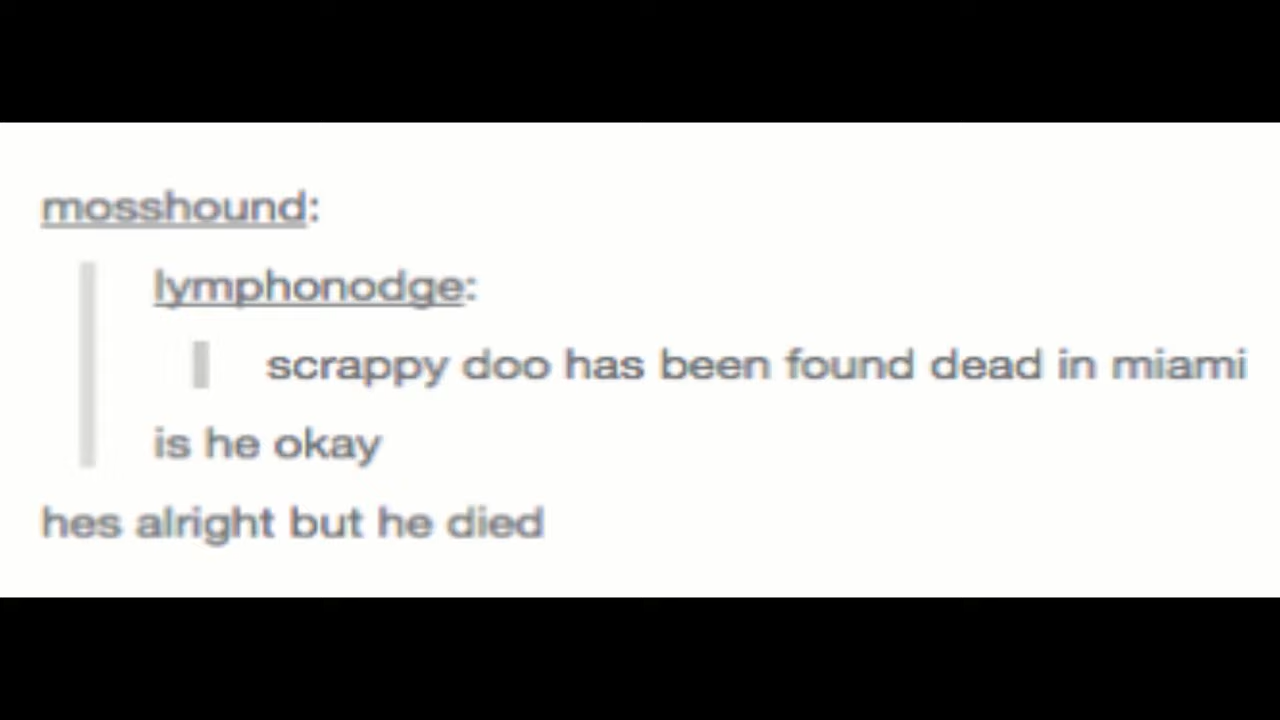 mosshound:
lymphonodge:
scrappy doo has been found dead in miami
is he okay
hes alright but he died